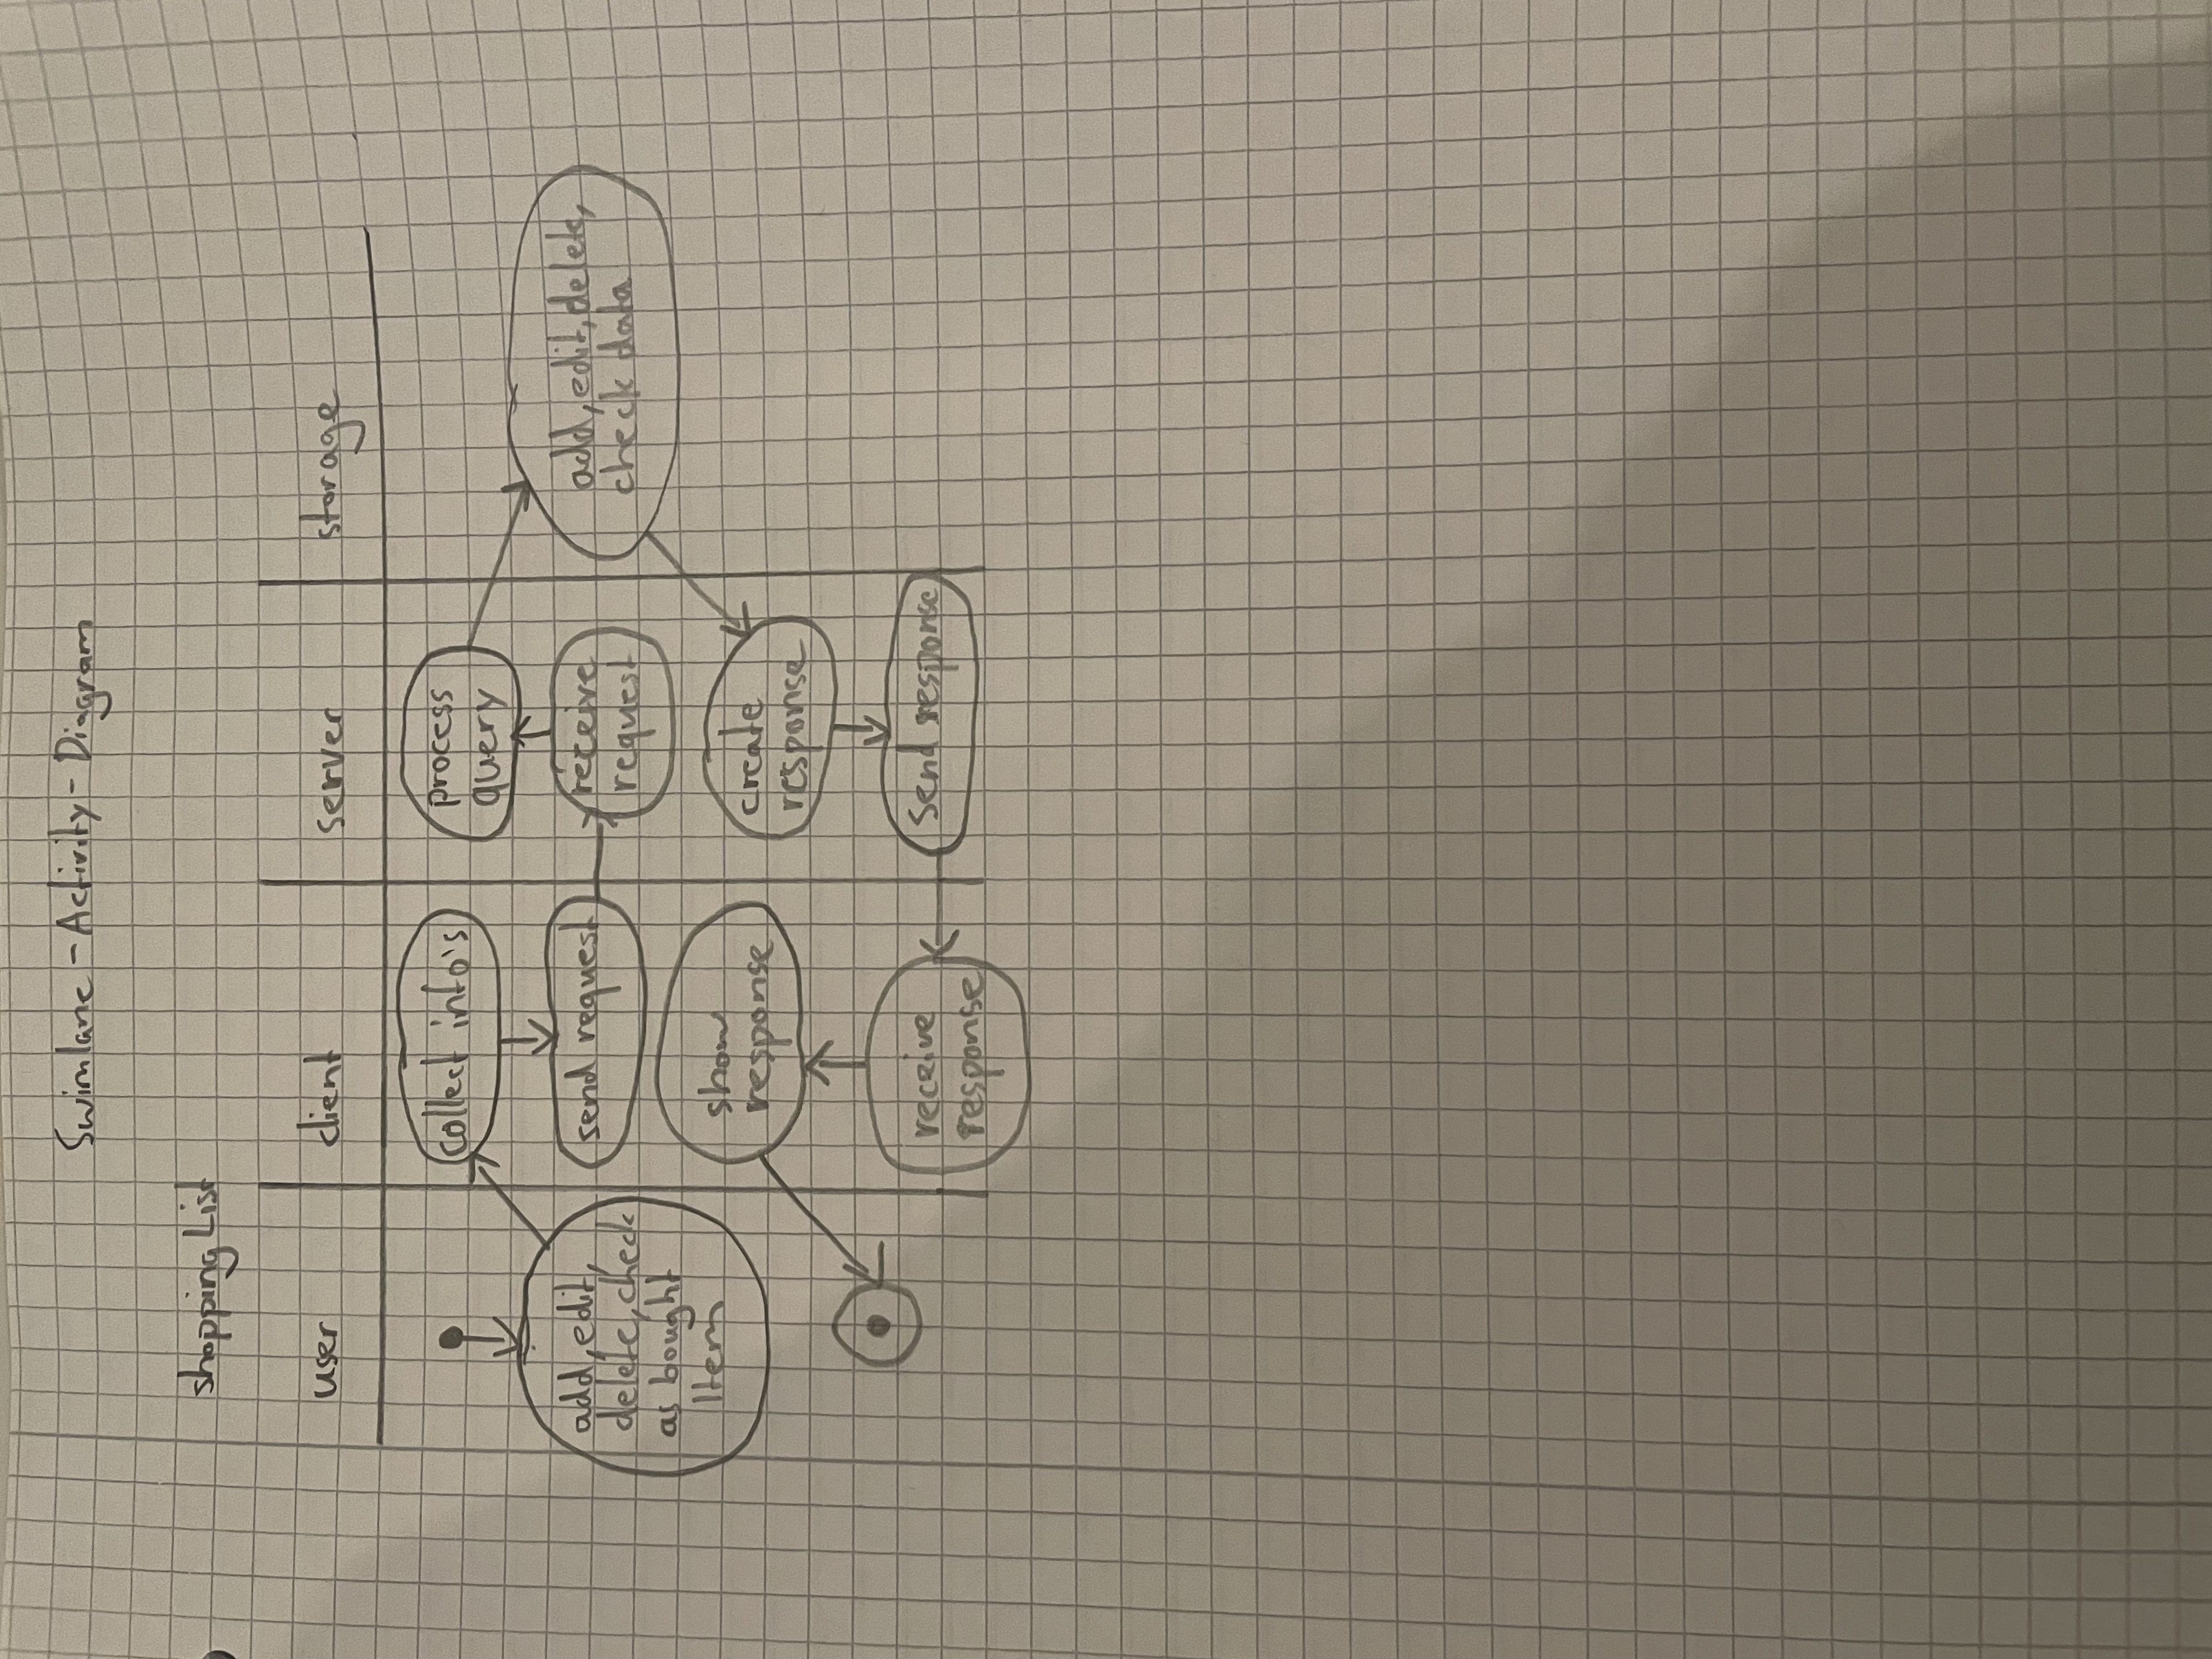 Swimlane-Activity-Diagram
shopping List
user
client
server
storage
add, edit,
delete, check
as bought
Item
collect info's
send request
show
response
receive
response
process
query
receive
request
create
response
Send response
add, edit, delete,
check data